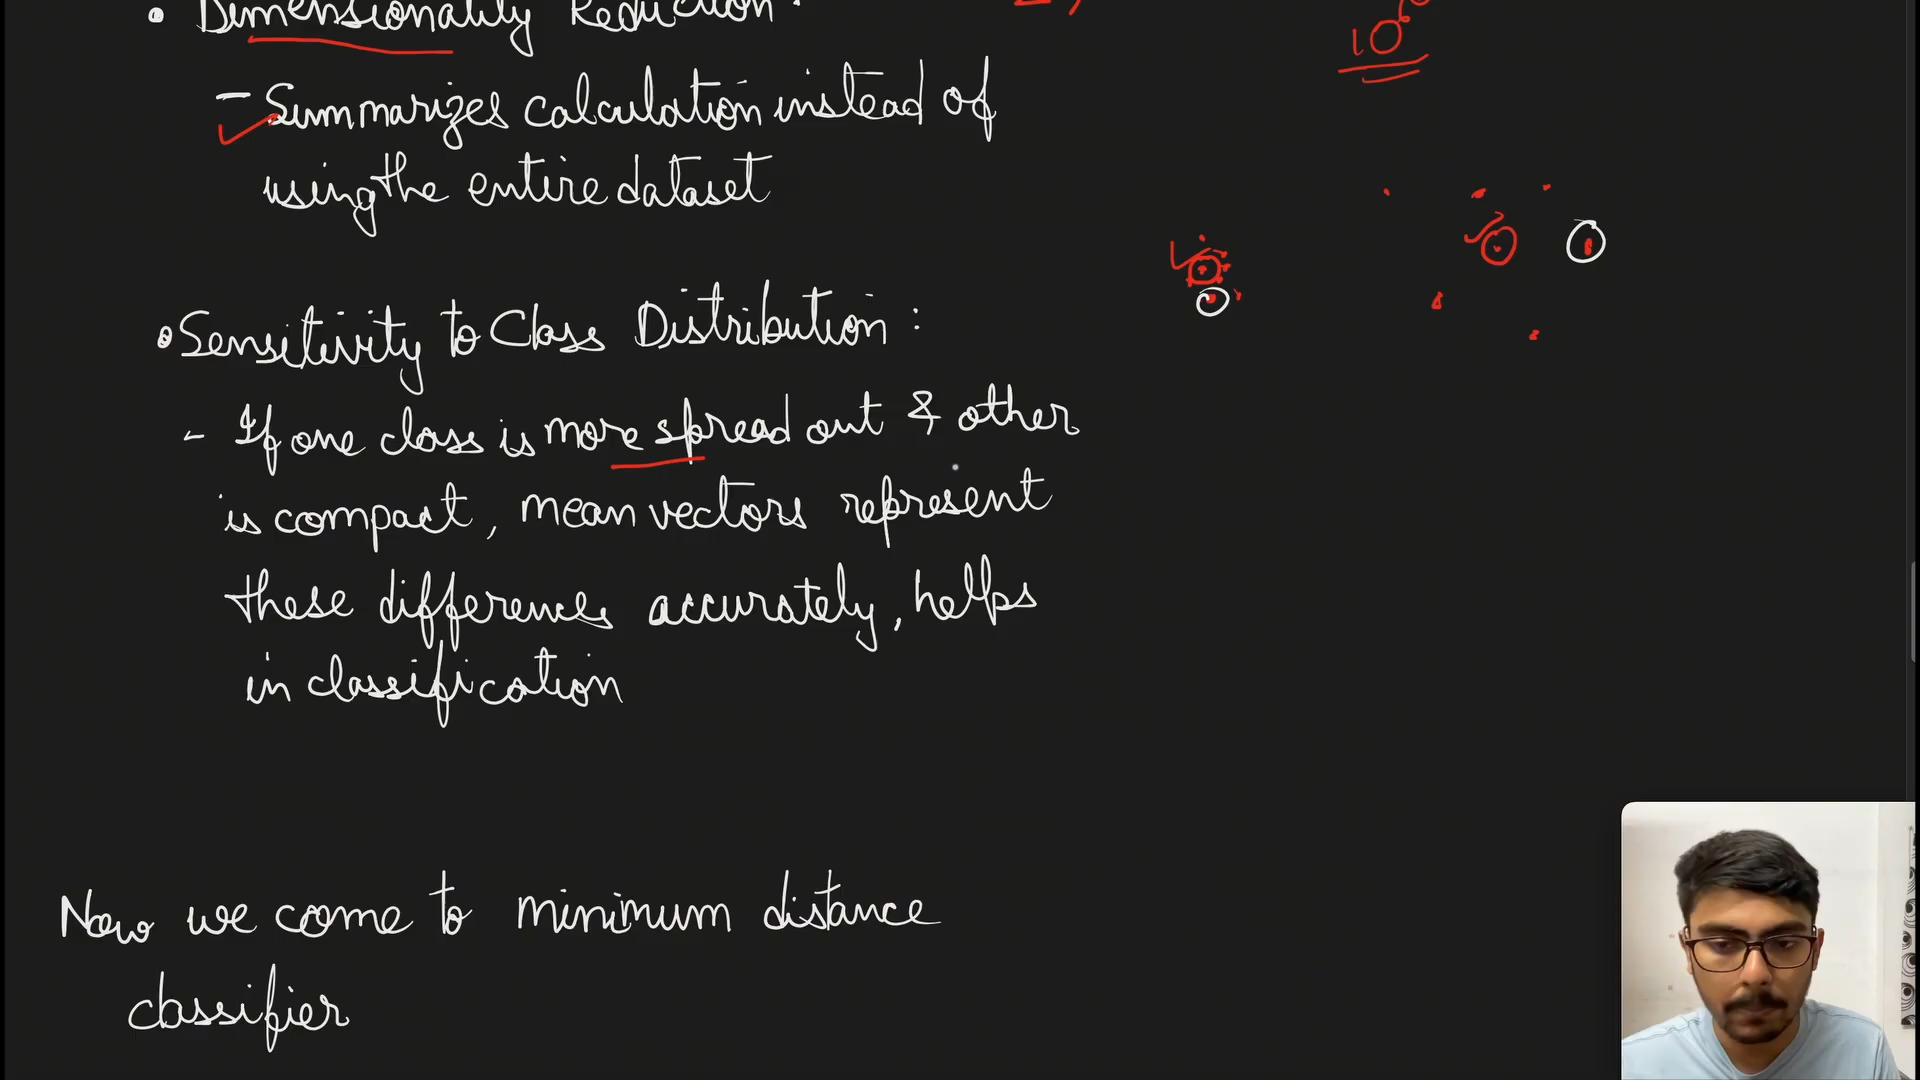 • Dimensionality Reduction:
10
- Summarizes calculation instead of
using the entire dataset
• Sensitivity to Class Distribution:
- If one class is more spread out & other
is compact, mean vectors represent
these differences accurately, helps
in classification
Now we come to minimum distance
classifier